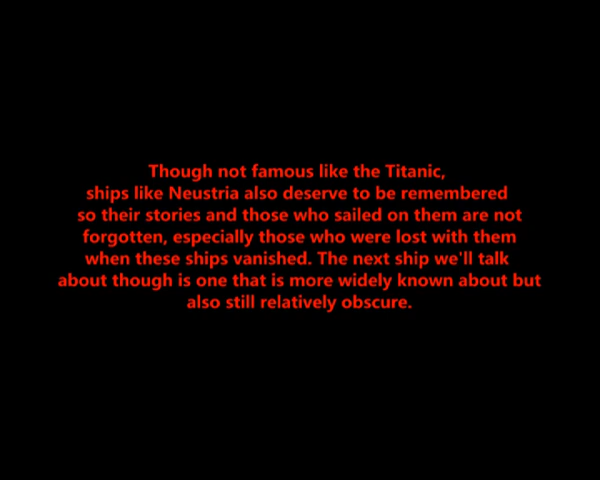 Though not famous like the Titanic,
ships like Neustria also deserve to be remembered
so their stories and those who sailed on them are not
forgotten, especially those who were lost with them
when these ships vanished. The next ship we'll talk
about though is one that is more widely known about but
also still relatively obscure.